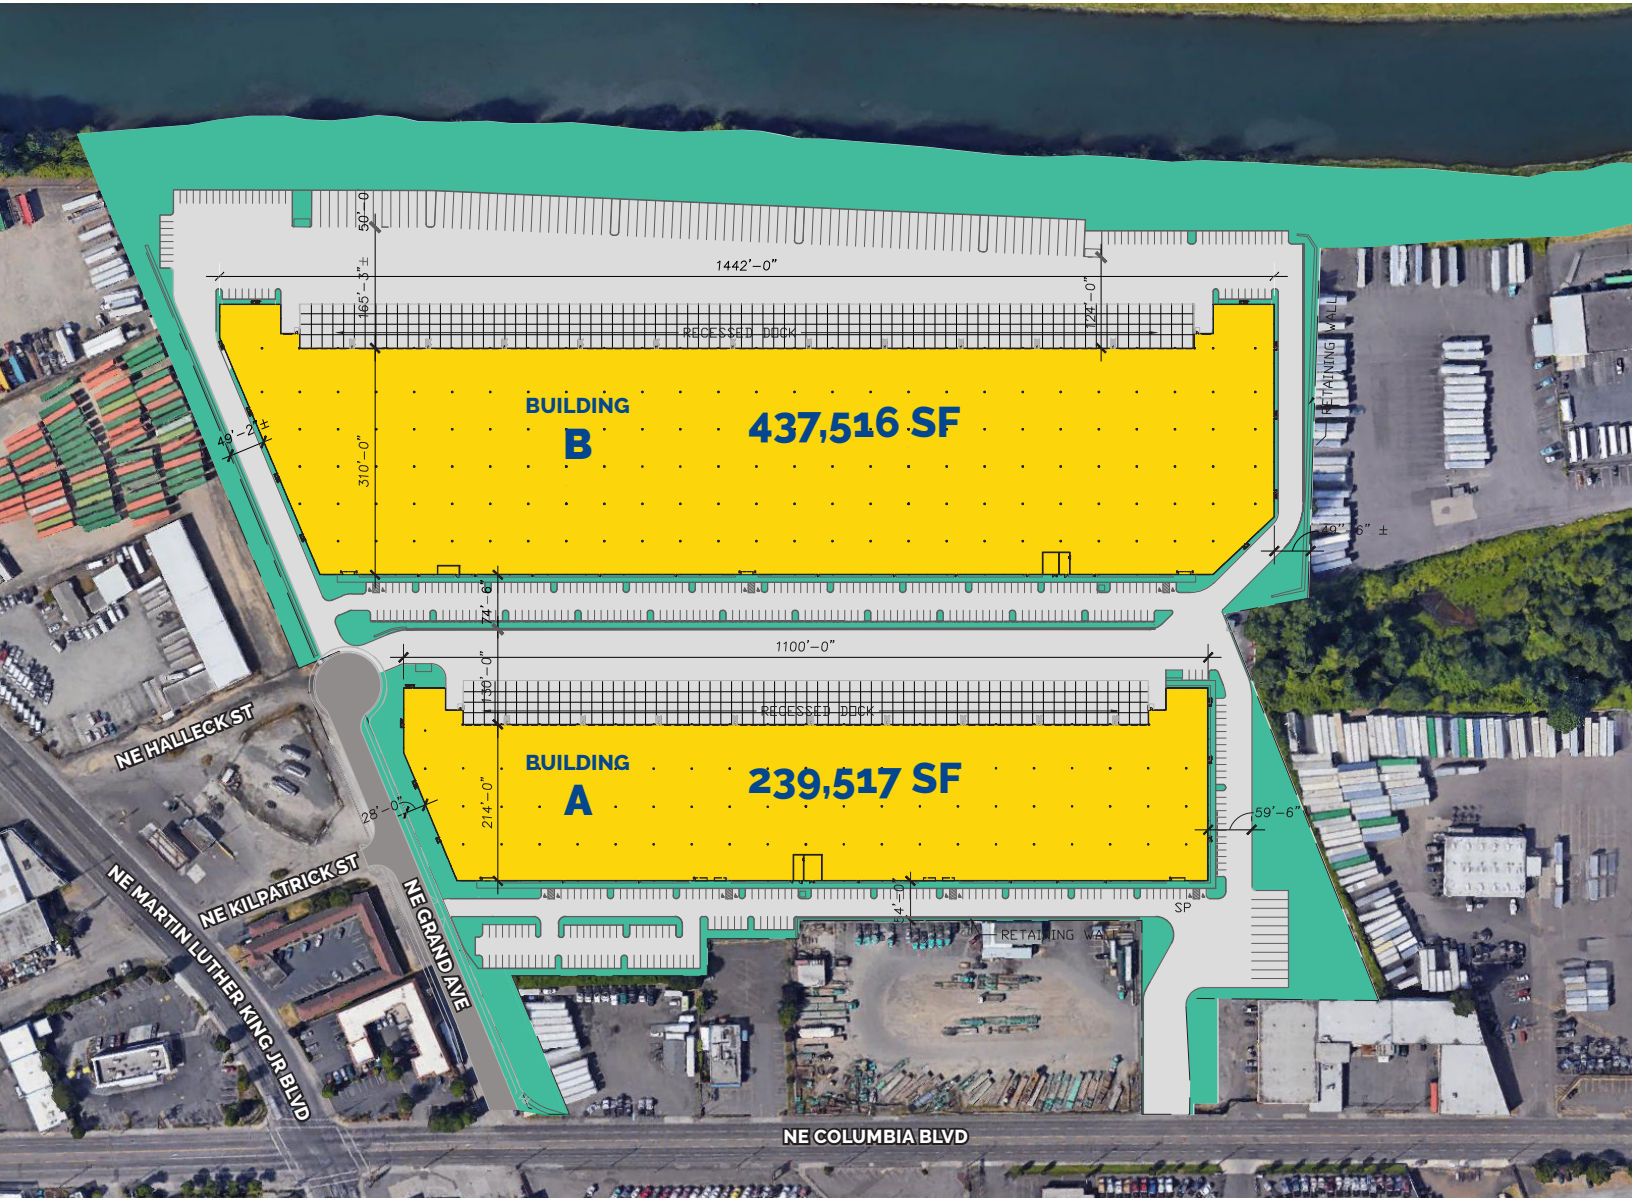 50'-0"
1442'-0"
165'-3"±
124'-0"
RECESSED DOCK
RETAINING WALL
BUILDING
B
437,516 SF
49'-2"±
310'-0"
49'-6" ±
74'-6"
1100'-0"
130'-0"
RECESSED DOCK
NE HALLECK ST
BUILDING
A
239,517 SF
214'-0"
28'-0"
59'-6"
NE KILPATRICK ST
NE MARTIN LUTHER KING JR BLVD
NE GRAND AVE
54'-0"
SP
RETAINING WALL
NE COLUMBIA BLVD